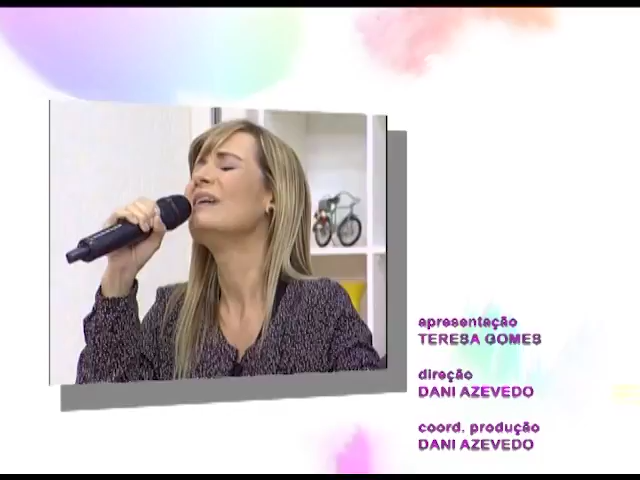 apresentação
TERESA GOMES
direção
DANI AZEVEDO
coord. produção
DANI AZEVEDO